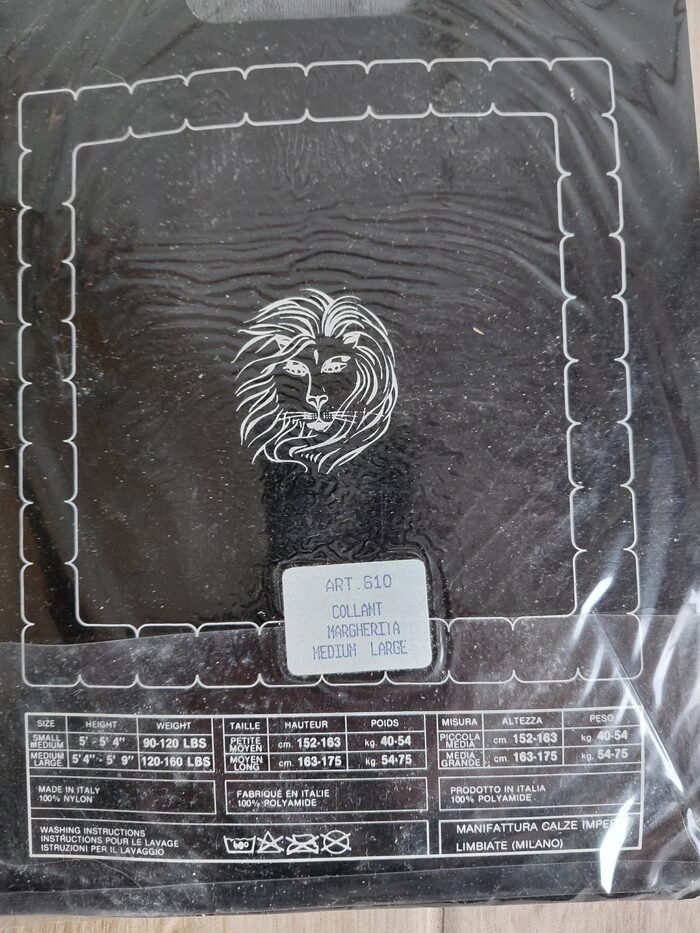 ART.610
COLLANT
MARGHERITA
MEDIUM LARGE
SIZE HEIGHT WEIGHT
SMALL MEDIUM 5' - 5' 4" 90-120 LBS
MEDIUM LARGE 5' 4" - 5' 9" 120-160 LBS
MADE IN ITALY
100% NYLON
TAILLE HAUTEUR POIDS
PETITE MOYEN cm. 152-163 kg. 40-54
MOYEN LONG cm. 163-175 kg. 54-75
FABRIQUÉ EN ITALIE
100% POLYAMIDE
MISURA ALTEZZA PESO
PICCOLA MEDIA cm. 152-163 kg. 40-54
MEDIA GRANDE cm. 163-175 kg. 54-75
PRODOTTO IN ITALIA
100% POLYAMIDE
WASHING INSTRUCTIONS
INSTRUCTIONS POUR LE LAVAGE
ISTRUZIONI PER IL LAVAGGIO
40°
MANIFATTURA CALZE
LIMBIATE (MILANO)